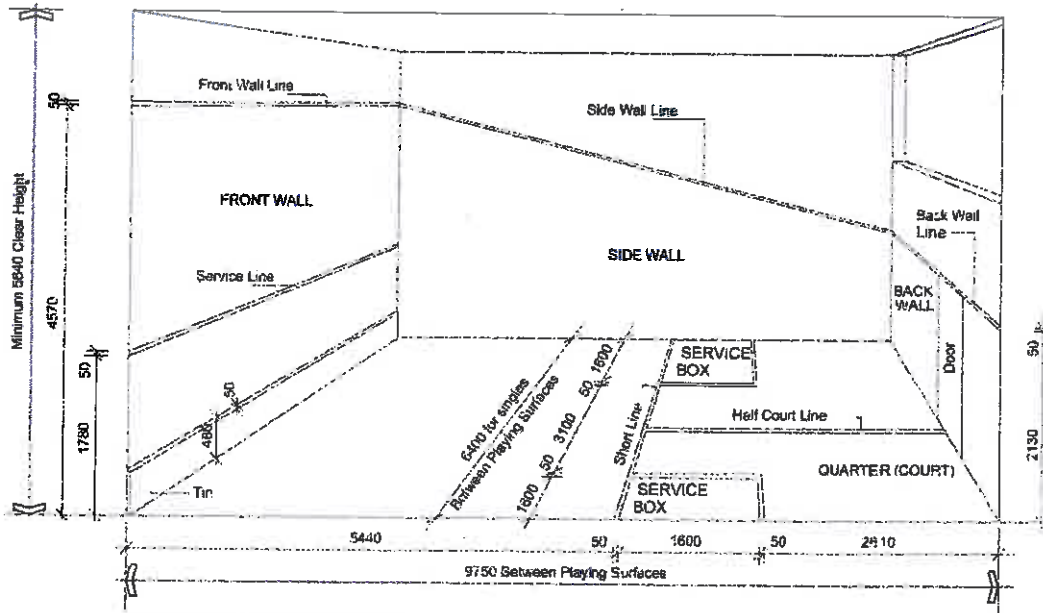 Front Wall Line
Side Wall Line
FRONT WALL
Back Wall
Line
Service Line
SIDE WALL
BACK
WALL
Door
Minimum 5640 Clear Height
50
4570
50
1780
50
480
Tin
6400 for singles
Between Playing Surfaces
1600
50
3100
50
1600
Short Line
SERVICE
BOX
Half Court Line
QUARTER (COURT)
SERVICE
BOX
50
2130
5440
50
1600
50
9750 Between Playing Surfaces